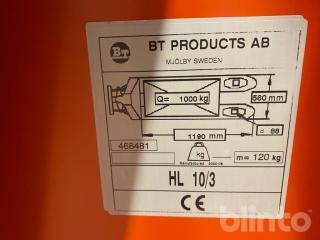 BT
BT PRODUCTS AB
MJÖLBY SWEDEN
Q= 1000 kg
560 mm
1190 mm
d 88
468481
kg
m= 120 kg
Manufactured
HL 10/3
CE
blinto